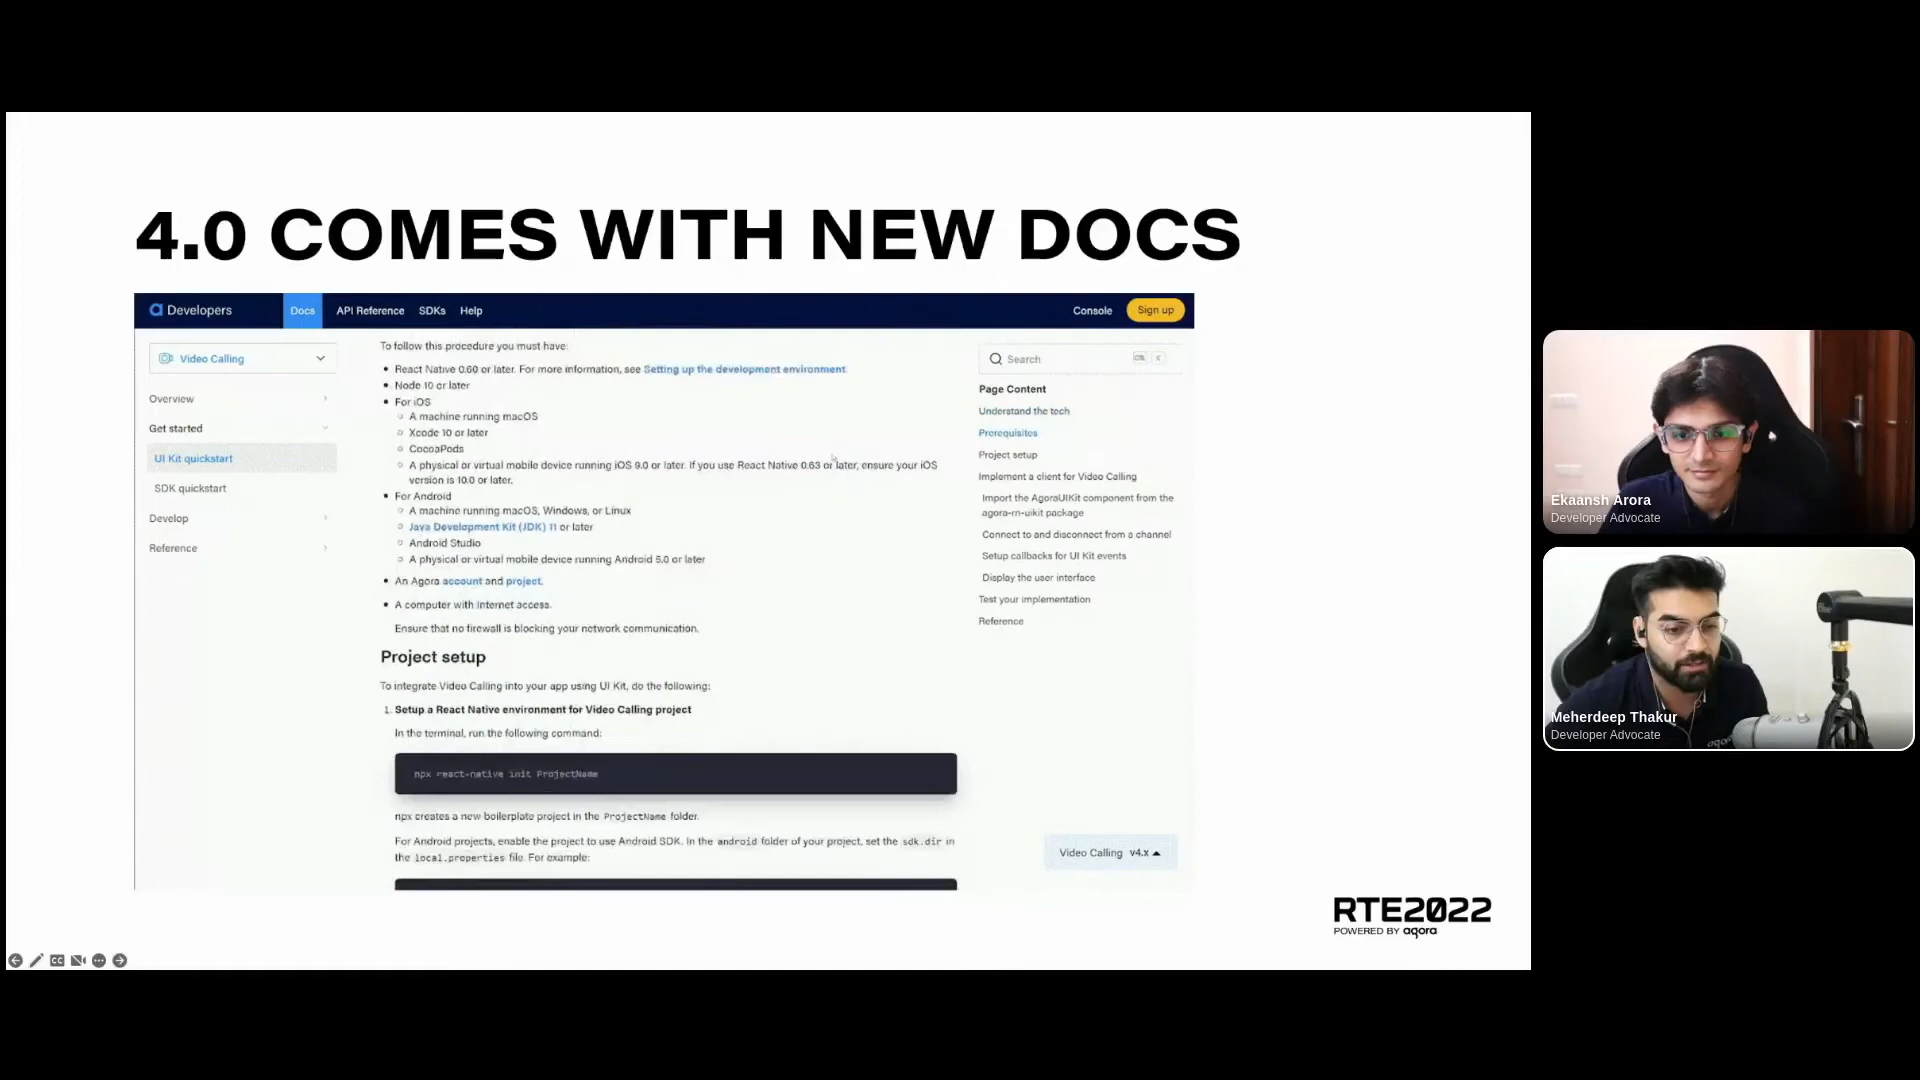 4.0 COMES WITH NEW DOCS
Developers
Docs
API Reference
SDKs
Help
Console
Sign up
Video Calling
Overview
Get started
UI Kit quickstart
SDK quickstart
Develop
Reference
To follow this procedure you must have:
React Native 0.60 or later. For more information, see Setting up the development environment.
Node 10 or later
For iOS
A machine running macOS
Xcode 10 or later
CocoaPods
A physical or virtual mobile device running iOS 9.0 or later. If you use React Native 0.63 or later, ensure your iOS
version is 10.0 or later.
For Android
A machine running macOS, Windows, or Linux
Java Development Kit (JDK) 11 or later
Android Studio
A physical or virtual mobile device running Android 5.0 or later
An Agora account and project.
A computer with Internet access.
Ensure that no firewall is blocking your network communication.
Project setup
To integrate Video Calling into your app using UI Kit, do the following:
1. Setup a React Native environment for Video Calling project
In the terminal, run the following command:
npx react-native init ProjectName
npx creates a new boilerplate project in the ProjectName folder.
For Android projects, enable the project to use Android SDK. In the android folder of your project, set the sdk.dir in
the local.properties file. For example:
Search
Page Content
Understand the tech
Prerequisites
Project setup
Implement a client for Video Calling
Import the AgoraUIKit component from the
agora-rn-uikit package
Connect to and disconnect from a channel
Setup callbacks for UI Kit events
Display the user interface
Test your implementation
Reference
Video Calling v4.x
RTE2022
POWERED BY agora
CC
Ekaansh Arora
Developer Advocate
Meherdeep Thakur
Developer Advocate